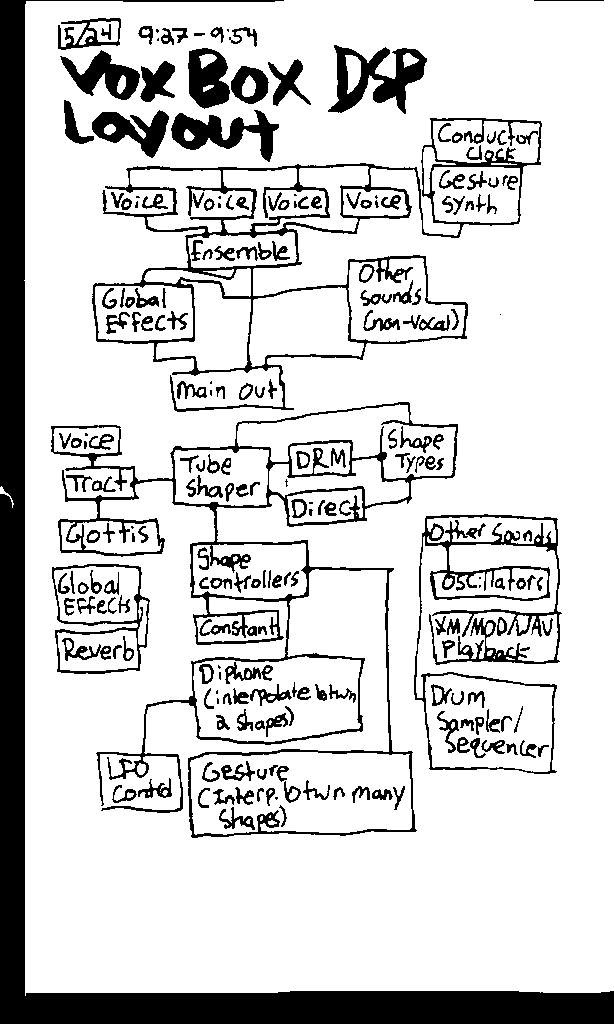 5/24 9:27-9:54
VoxBox DSP
Layout
Conductor
Clock
Gesture
Synth
Voice Voice Voice Voice
Ensemble
Global
Effects
Other
sounds
(non-vocal)
Main Out
Voice
Tract
Glottis
Tube
Shaper
DRM
Direct
Shape
Types
Global
Effects
Reverb
Shape
controllers
Constant
Diphone
(interpolate btwn
2 shapes)
LFO
Control
Gesture
(Interp. btwn many
shapes)
Other Sounds
Oscillators
XM/MOD/WAV
Playback
Drum
Sampler/
Sequencer